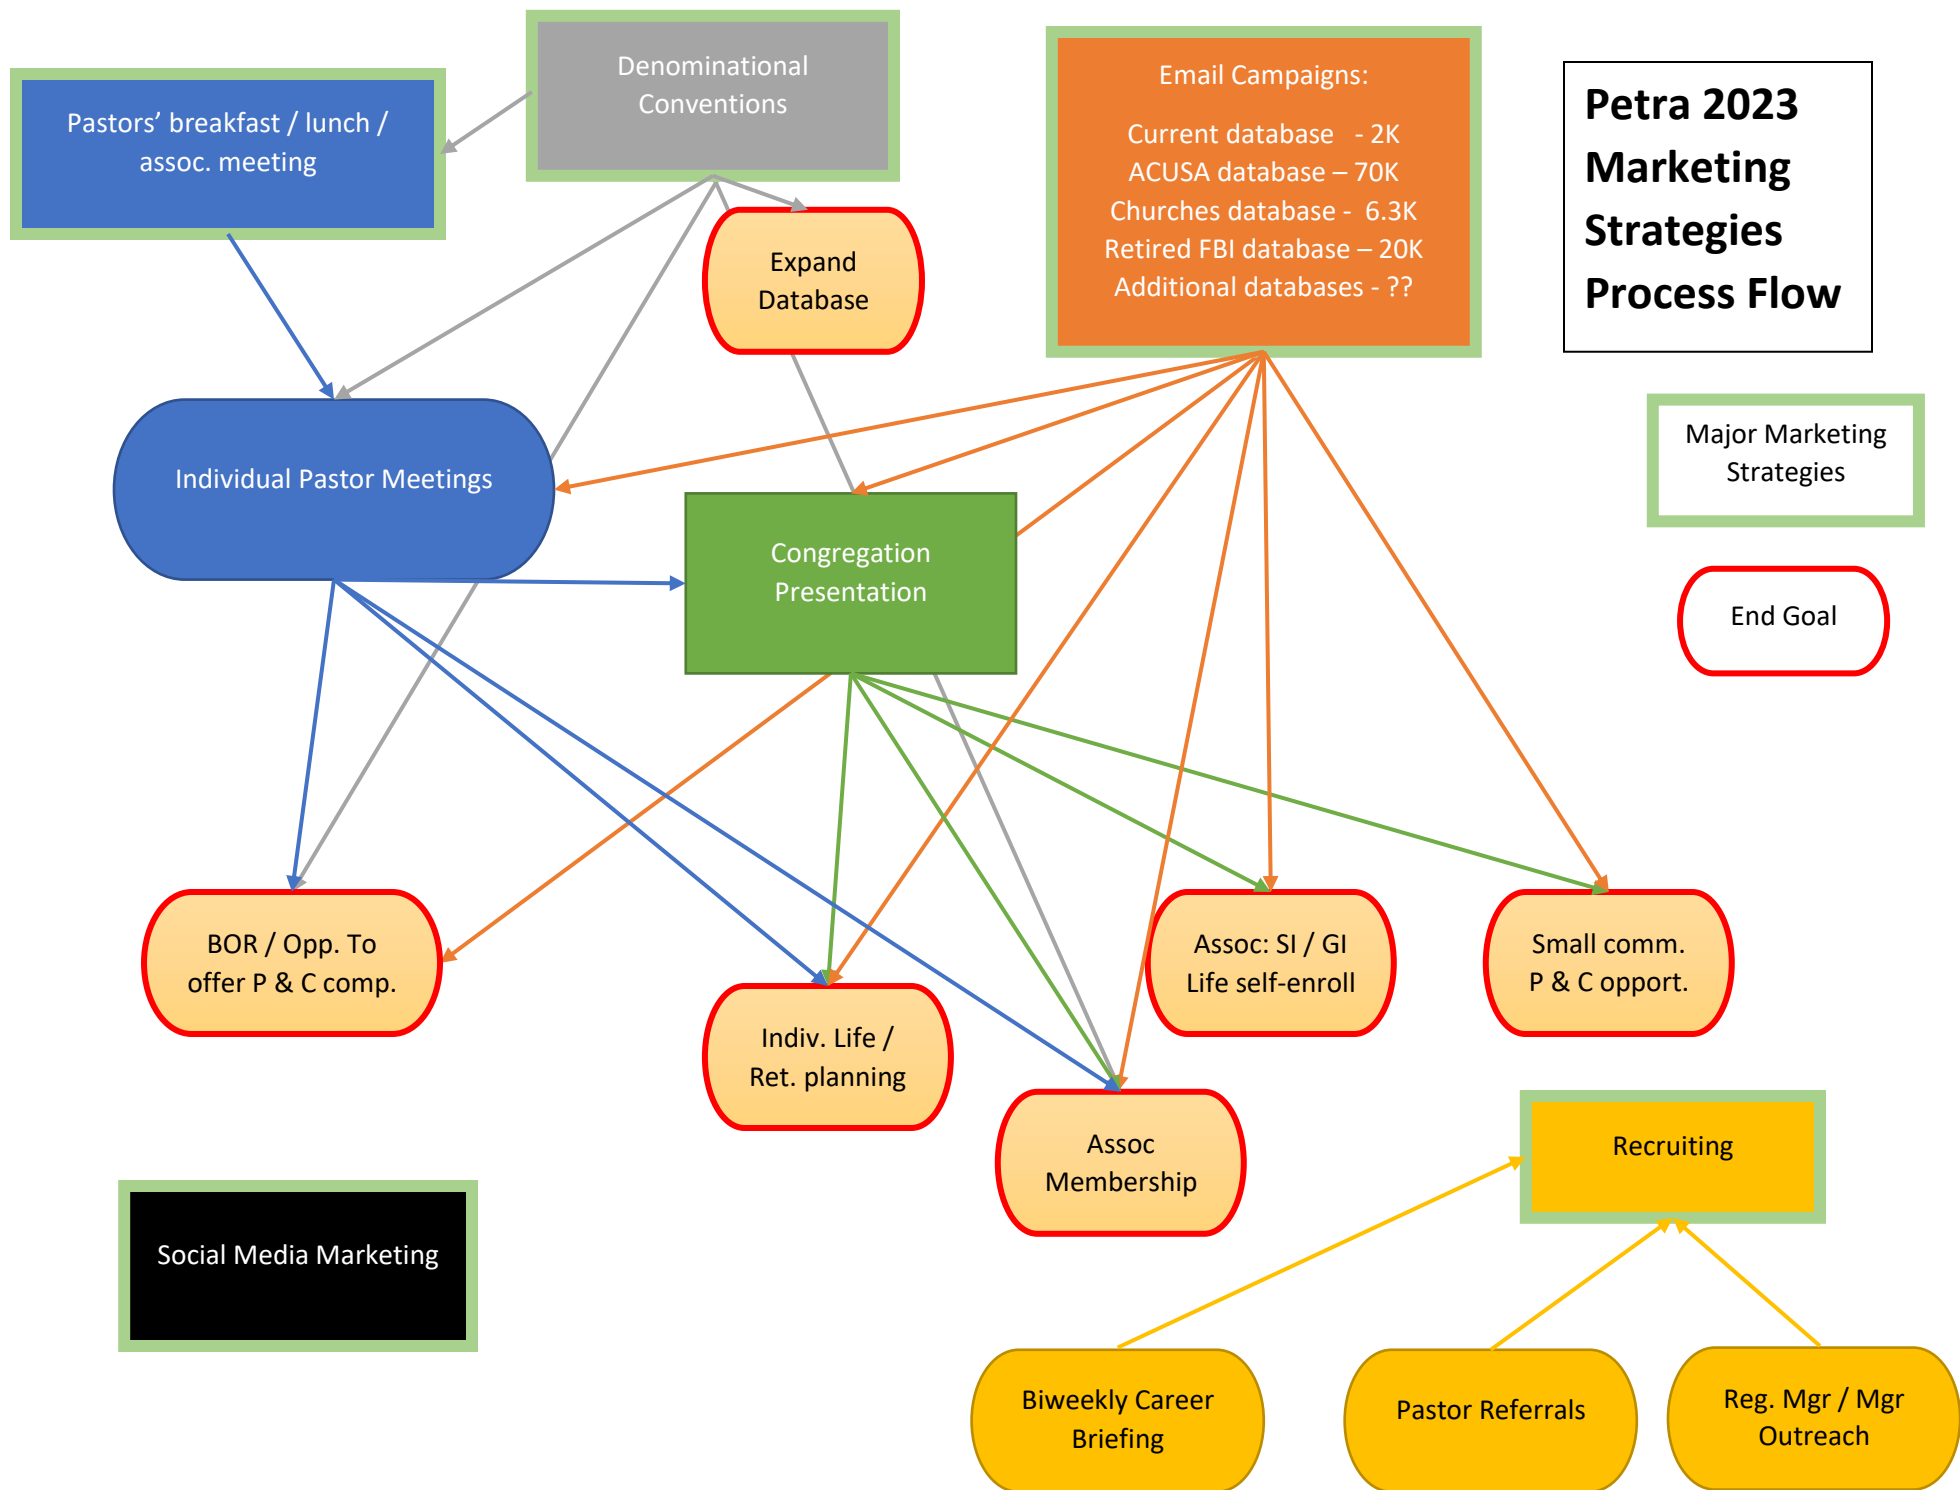 Denominational
Conventions
Pastors’ breakfast / lunch /
assoc. meeting
Email Campaigns:
Current database   - 2K
ACUSA database – 70K
Churches database -  6.3K
Retired FBI database – 20K
Additional databases - ??
Petra 2023
Marketing
Strategies
Process Flow
Expand
Database
Major Marketing
Strategies
Individual Pastor Meetings
Congregation
Presentation
End Goal
BOR / Opp. To
offer P & C comp.
Indiv. Life /
Ret. planning
Assoc
Membership
Assoc: SI / GI
Life self-enroll
Small comm.
P & C opport.
Social Media Marketing
Recruiting
Biweekly Career
Briefing
Pastor Referrals
Reg. Mgr / Mgr
Outreach